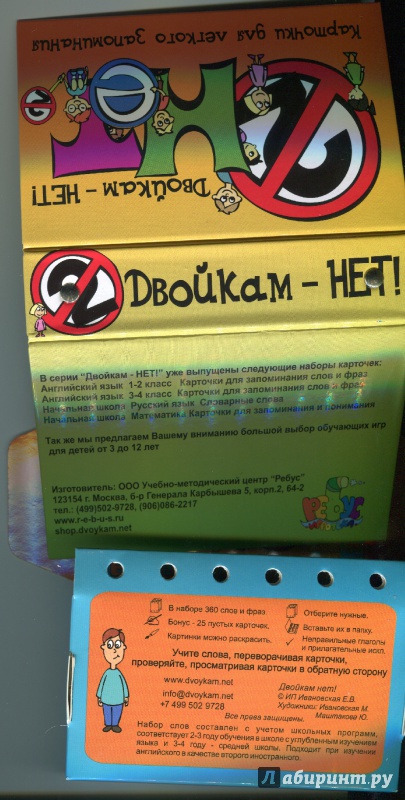 Карточки для легкого запоминания
2
НЭТ
2
Двойкам – НЕТ!
2
Двойкам – НЕТ!
В серии "Двойкам - НЕТ!" уже выпущены следующие наборы карточек:
Английский язык 1-2 класс Карточки для запоминания слов и фраз
Английский язык 3-4 класс Карточки для запоминания слов и фраз
Начальная школа Русский язык Словарные слова
Начальная школа Математика Карточки для запоминания и понимания
Так же мы предлагаем Вашему вниманию большой выбор обучающих игр
для детей от 3 до 12 лет
Изготовитель: ООО Учебно-методический центр "Ребус"
123154 г. Москва, б-р Генерала Карбышева 5, корп.2, 64-2
тел.: (499)502-9728, (906)086-2217
www.r-e-b-u-s.ru
shop.dvoykam.net
РЕБУС
В наборе 360 слов и фраз
Отберите нужные.
Бонус - 25 пустых карточек.
Вставьте их в папку.
Картинки можно раскрасить.
Неправильные глаголы
и прилагательные искл.
Учите слова, переворачивая карточки,
проверяйте, просматривая карточки в обратную сторону
www.dvoykam.net
info@dvoykam.net
+7 499 502 9728
Двойкам нет!
© ИП Ивановская Е.В.
Художники: Ивановская М.
Машталова Ю.
Все права защищены.
Набор слов составлен с учетом школьных программ,
соответствует 2-3 году обучения в школе с углубленным изучением
языка и 3-4 году - средней школы. Подходит при изучении
английского в качестве второго иностранного.
Лабиринт.ру